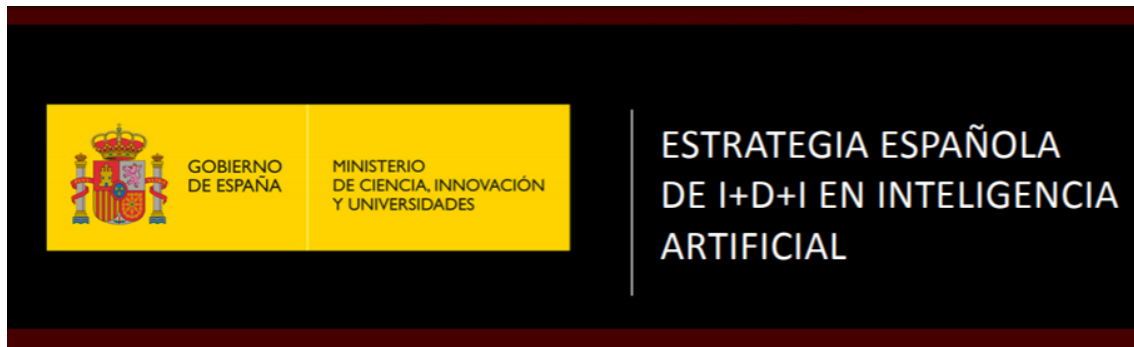 GOBIERNO
DE ESPAÑA
MINISTERIO
DE CIENCIA, INNOVACIÓN
Y UNIVERSIDADES
ESTRATEGIA ESPAÑOLA
DE I+D+I EN INTELIGENCIA
ARTIFICIAL